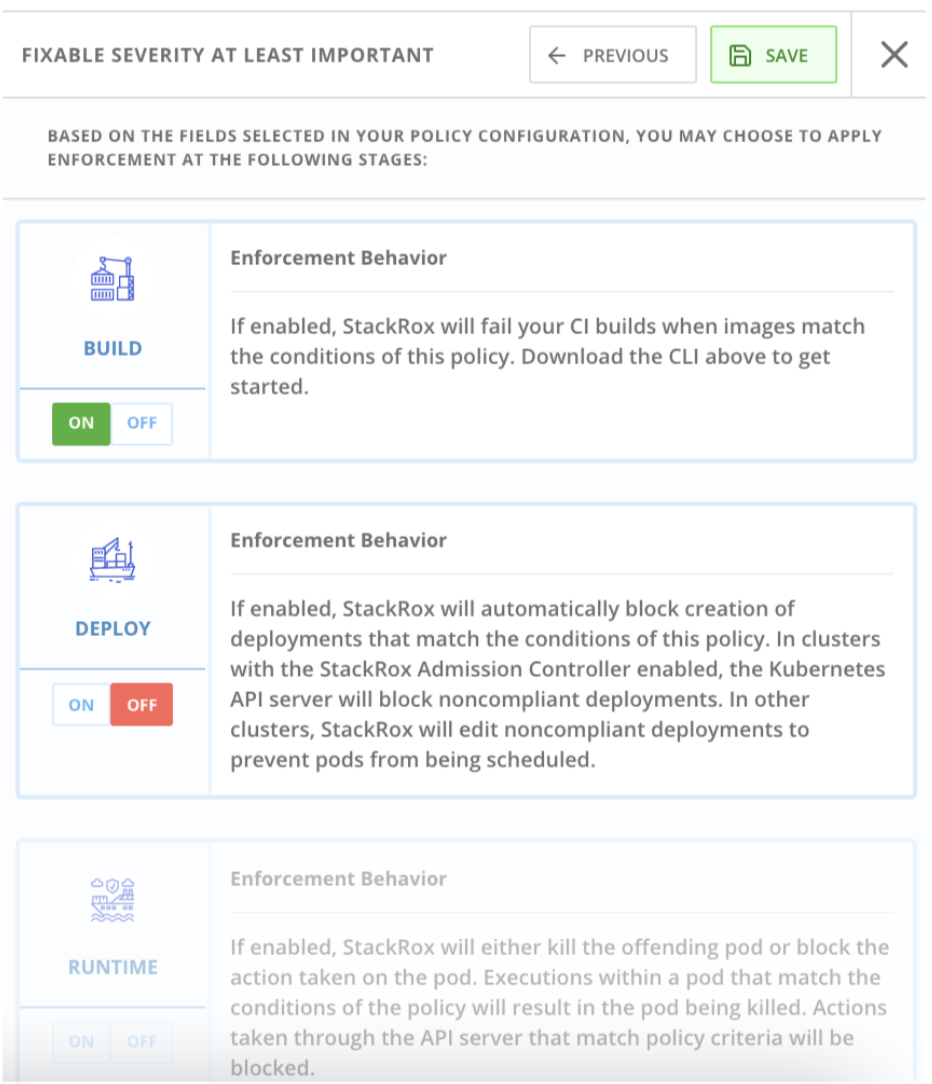 FIXABLE SEVERITY AT LEAST IMPORTANT
← PREVIOUS
SAVE
BASED ON THE FIELDS SELECTED IN YOUR POLICY CONFIGURATION, YOU MAY CHOOSE TO APPLY
ENFORCEMENT AT THE FOLLOWING STAGES:
BUILD
ON OFF
Enforcement Behavior
If enabled, StackRox will fail your CI builds when images match
the conditions of this policy. Download the CLI above to get
started.
DEPLOY
ON OFF
Enforcement Behavior
If enabled, StackRox will automatically block creation of
deployments that match the conditions of this policy. In clusters
with the StackRox Admission Controller enabled, the Kubernetes
API server will block noncompliant deployments. In other
clusters, StackRox will edit noncompliant deployments to
prevent pods from being scheduled.
RUNTIME
ON OFF
Enforcement Behavior
If enabled, StackRox will either kill the offending pod or block the
action taken on the pod. Executions within a pod that match the
conditions of the policy will result in the pod being killed. Actions
taken through the API server that match policy criteria will be
blocked.